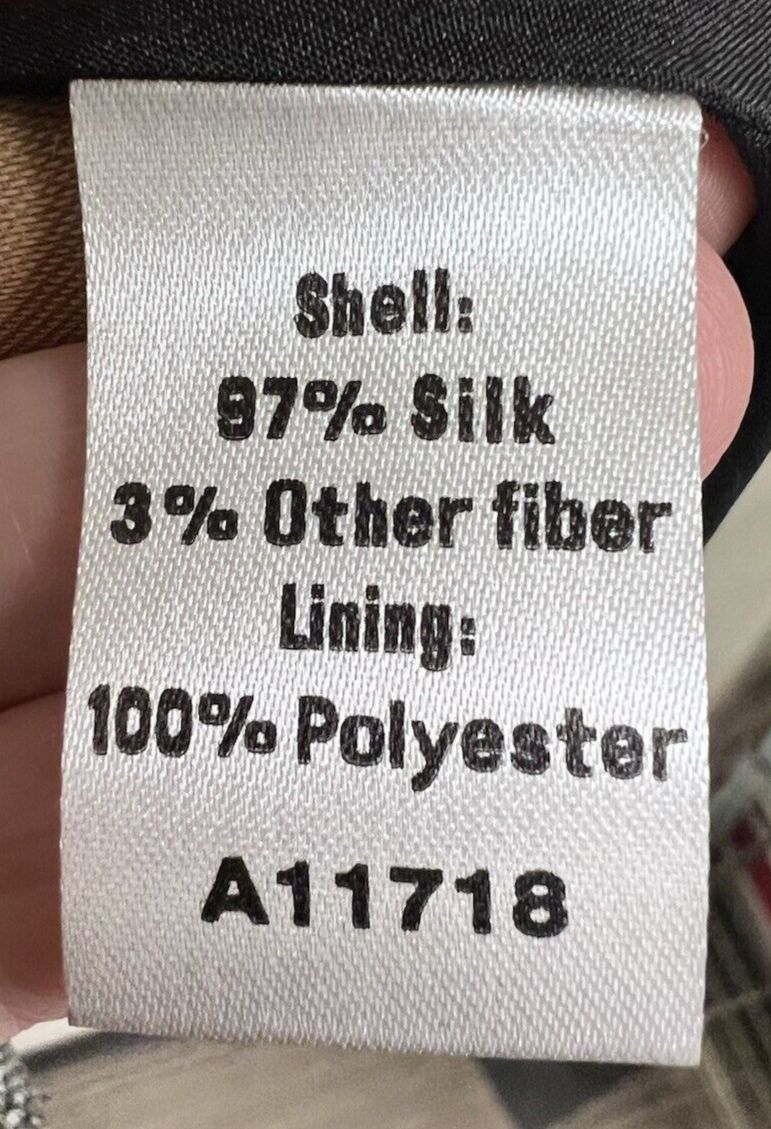 Shell:
97% Silk
3% Other fiber
Lining:
100% Polyester
A11718